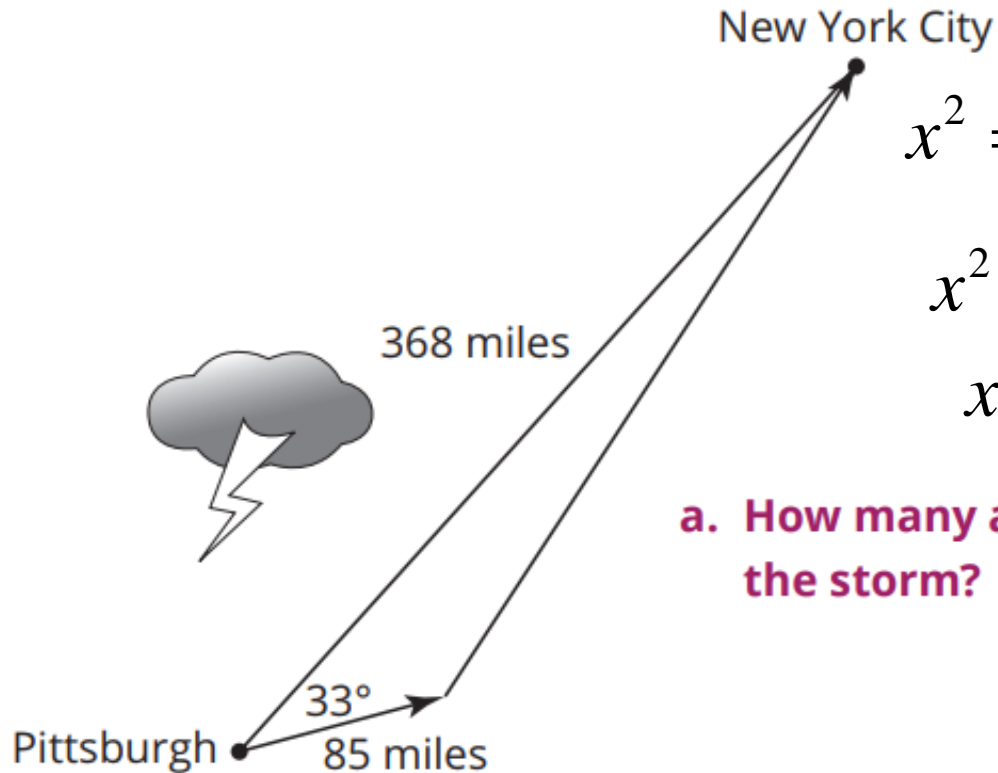 New York City
x² =
x²
368 miles
x
a. How many a
the storm?
33°
Pittsburgh
85 miles